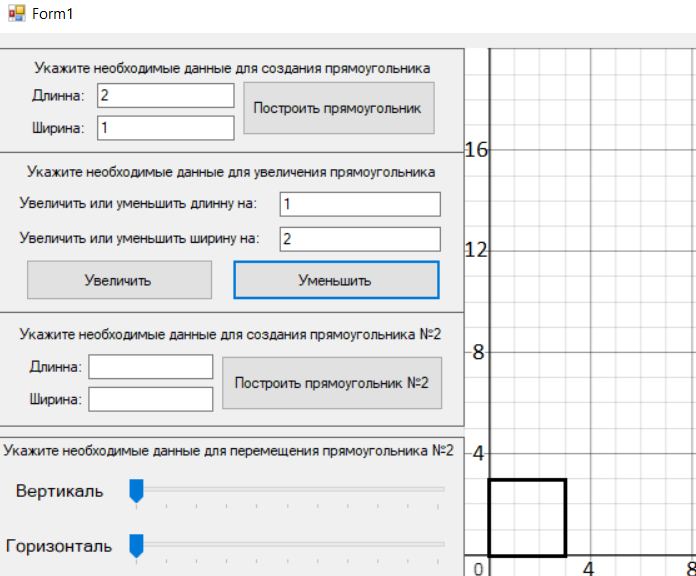 Form1
Укажите необходимые данные для создания прямоугольника
Длинна: 2
Ширина: 1
Построить прямоугольник
Укажите необходимые данные для увеличения прямоугольника
Увеличить или уменьшить длинну на: 1
Увеличить или уменьшить ширину на: 2
Увеличить Уменьшить
Укажите необходимые данные для создания прямоугольника №2
Длинна:
Ширина:
Построить прямоугольник №2
Укажите необходимые данные для перемещения прямоугольника №2
Вертикаль
Горизонталь
16
12
8
4
0 4 8